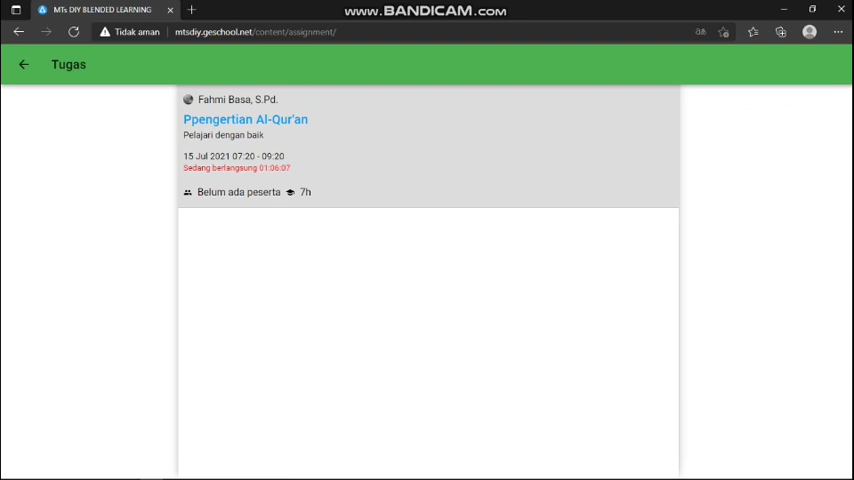 MTs DIY BLENDED LEARNING
www.BANDICAM.com
Tidak aman
mtsdiy.geschool.net/content/assignment/
Tugas
Fahmi Basa, S.Pd.
Ppengertian Al-Qur'an
Pelajari dengan baik
15 Jul 2021 07:20 - 09:20
Sedang berlangsung 01:06:07
Belum ada peserta 7h